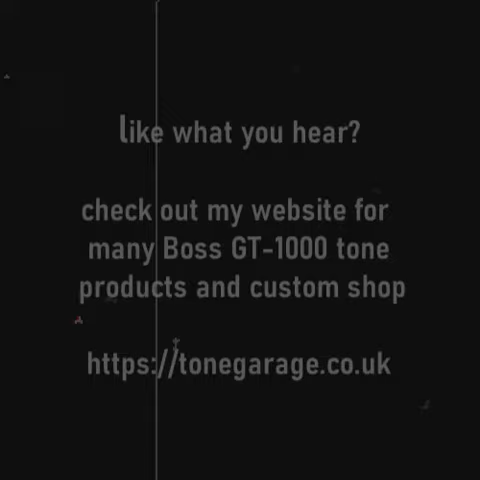 like what you hear?
check out my website for
many Boss GT-1000 tone
products and custom shop
https://tonegarage.co.uk